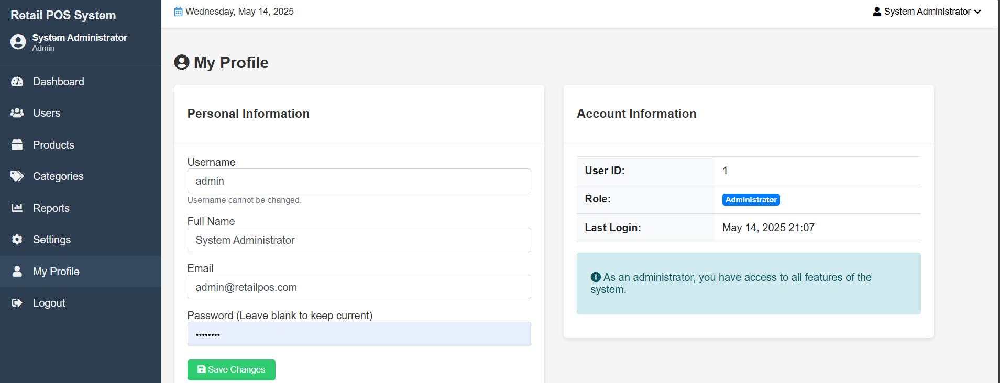 Retail POS System
System Administrator
Admin
Dashboard
Users
Products
Categories
Reports
Settings
My Profile
Logout
Wednesday, May 14, 2025
System Administrator
My Profile
Personal Information
Username
admin
Username cannot be changed.
Full Name
System Administrator
Email
admin@retailpos.com
Password (Leave blank to keep current)
••••••••
Save Changes
Account Information
User ID: 1
Role: Administrator
Last Login: May 14, 2025 21:07
As an administrator, you have access to all features of the
system.